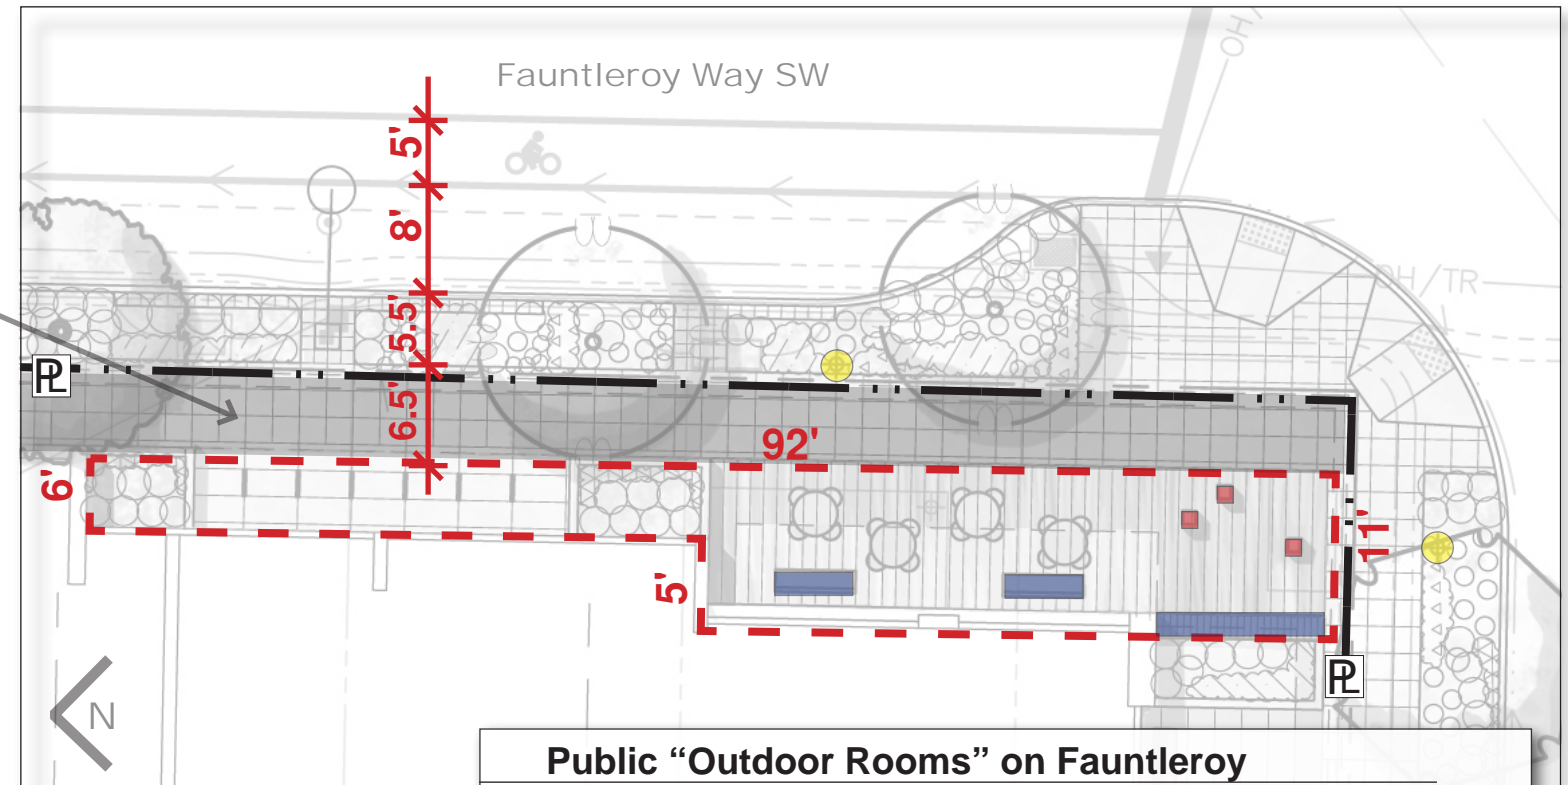 Fauntleroy Way SW
OH /
5'
8'
OH /TR
5.5'
PL
6.5'
92'
6'
11'
5'
PL
N
Public “Outdoor Rooms” on Fauntleroy